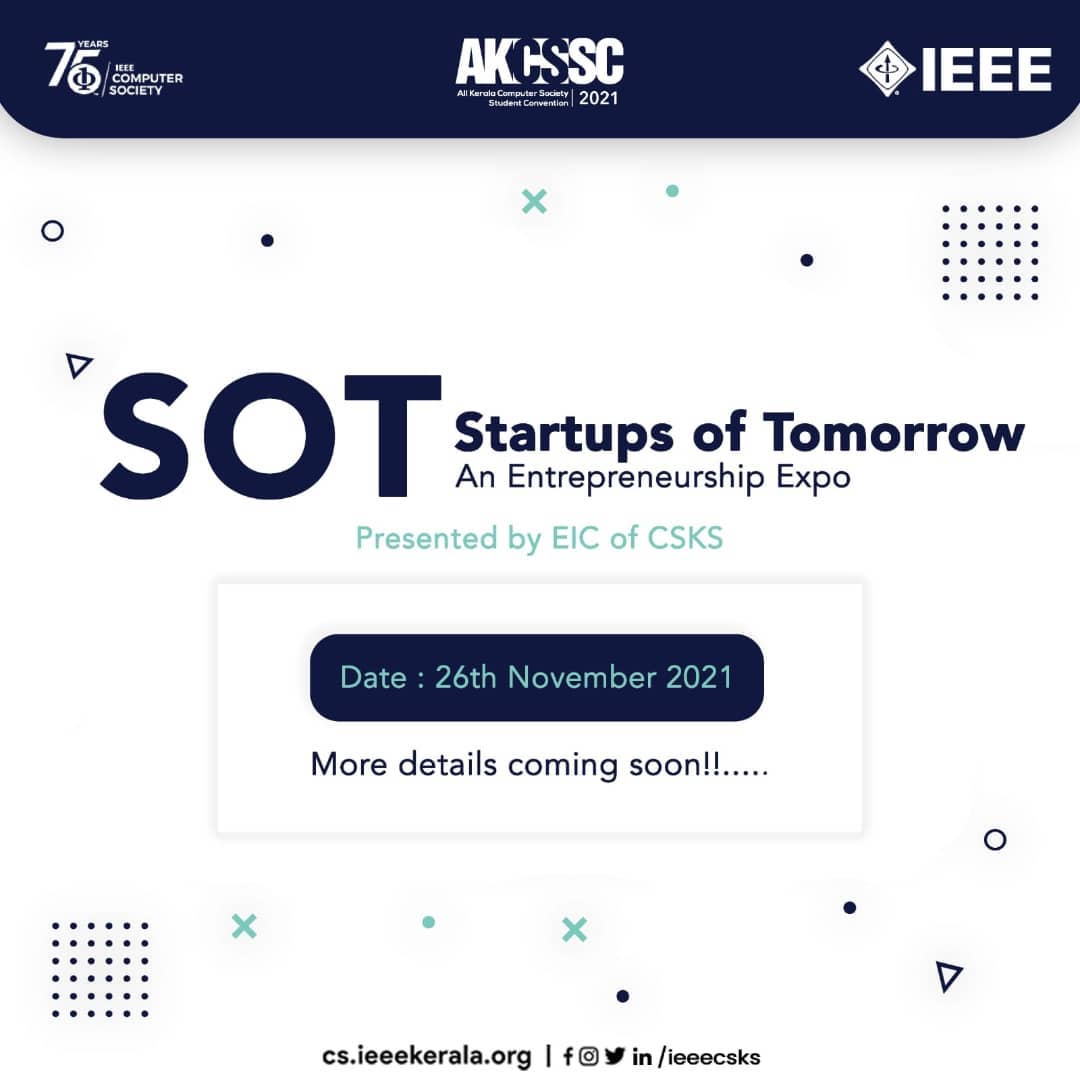 75 YEARS
IEEE
COMPUTER
SOCIETY
AKCSSC
All Kerala Computer Society
Student Convention | 2021
IEEE
SOT
Startups of Tomorrow
An Entrepreneurship Expo
Presented by EIC of CSKS
Date : 26th November 2021
More details coming soon!!.....
cs.ieeekerala.org | in /ieeecsks